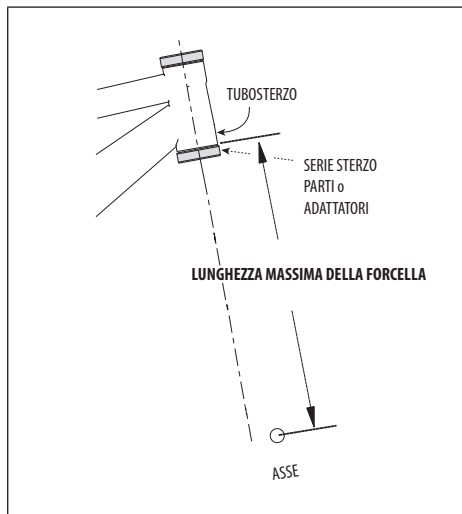 TUBOSTERZO
SERIE STERZO
PARTI o
ADATTATORI
LUNGHEZZA MASSIMA DELLA FORCELLA
ASSE